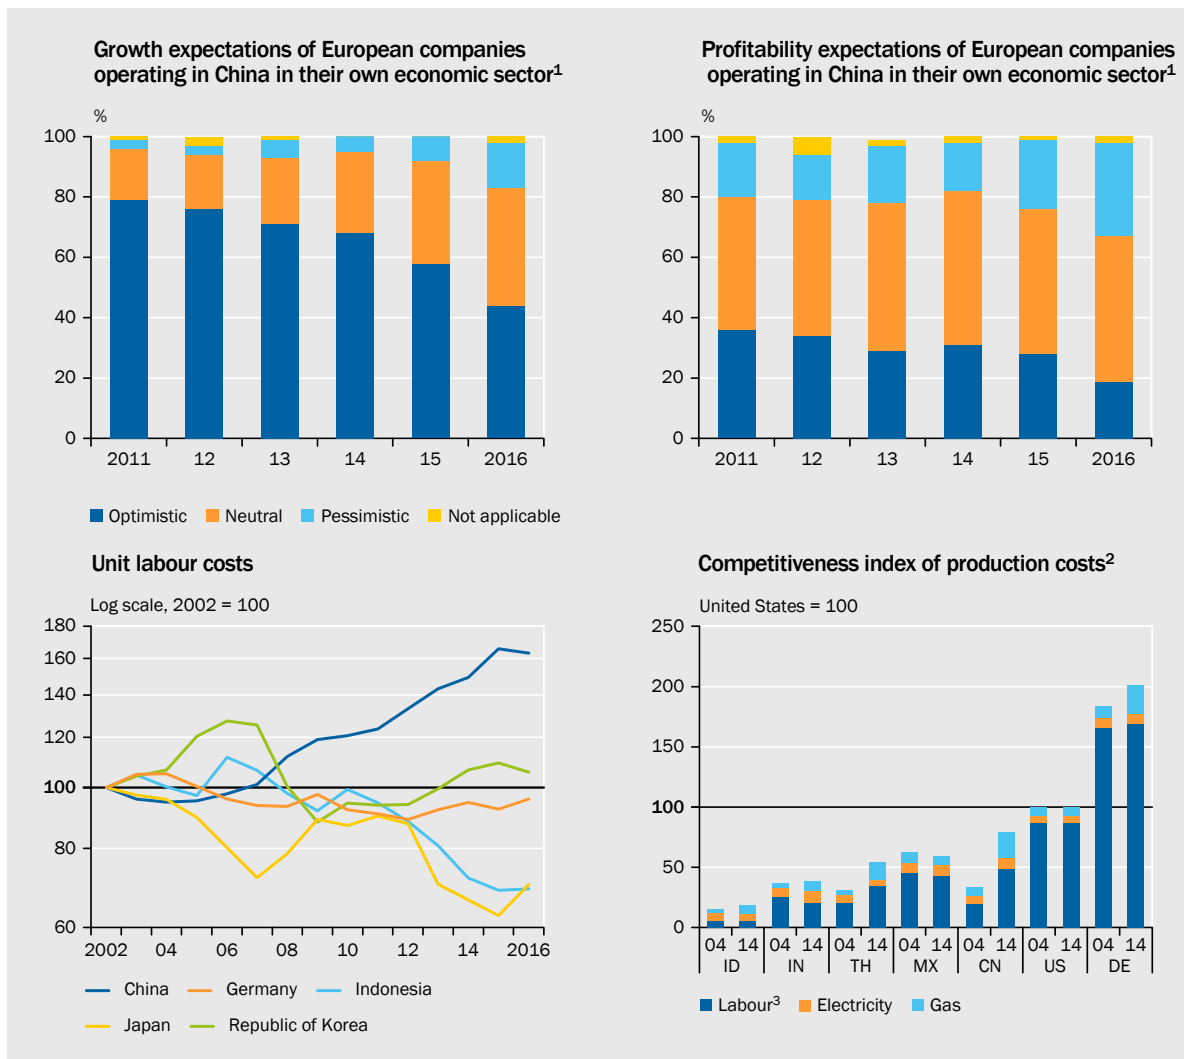 Growth expectations of European companies
operating in China in their own economic sector1
%
100
80
60
40
20
0
2011 12 13 14 15 2016
Optimistic Neutral Pessimistic Not applicable
Profitability expectations of European companies
operating in China in their own economic sector1
%
100
80
60
40
20
0
2011 12 13 14 15 2016
Unit labour costs
Log scale, 2002 = 100
180
160
140
120
100
80
60
2002 04 06 08 10 12 14 2016
China Germany Indonesia
Japan Republic of Korea
Competitiveness index of production costs2
United States = 100
250
200
150
100
50
0
04 14 04 14 04 14 04 14 04 14 04 14 04 14
ID IN TH MX CN US DE
Labour3 Electricity Gas